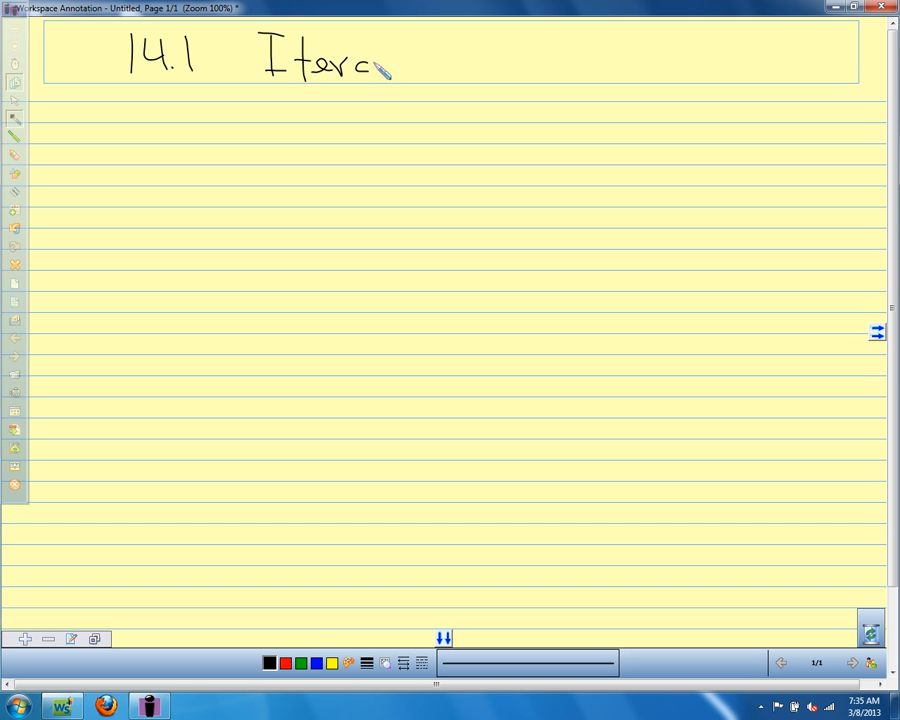 Workspace Annotation - Untitled, Page 1/1 (Zoom 100%) *
14.1 Iterc
1/1
7:35 AM
3/8/2013